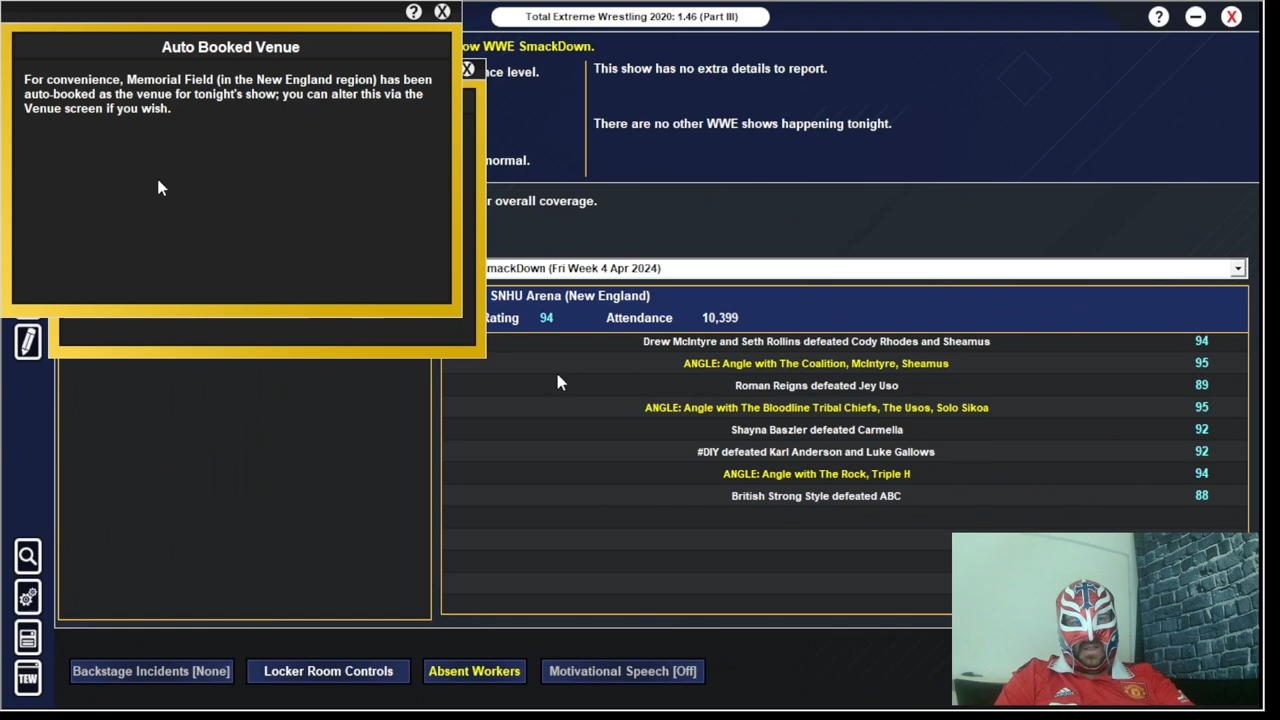 Total Extreme Wrestling 2020: 1.46 (Part III)
Auto Booked Venue
For convenience, Memorial Field (in the New England region) has been
auto-booked as the venue for tonight's show; you can alter this via the
Venue screen if you wish.
ow WWE SmackDown.
nce level.
This show has no extra details to report.
There are no other WWE shows happening tonight.
normal.
r overall coverage.
mackDown (Fri Week 4 Apr 2024)
SNHU Arena (New England)
Rating 94 Attendance 10,399
Drew McIntyre and Seth Rollins defeated Cody Rhodes and Sheamus 94
ANGLE: Angle with The Coalition, McIntyre, Sheamus 95
Roman Reigns defeated Jey Uso 89
ANGLE: Angle with The Bloodline Tribal Chiefs, The Usos, Solo Sikoa 95
Shayna Baszler defeated Carmella 92
#DIY defeated Karl Anderson and Luke Gallows 92
ANGLE: Angle with The Rock, Triple H 94
British Strong Style defeated ABC 88
Backstage Incidents [None] Locker Room Controls Absent Workers Motivational Speech [Off]
TEW